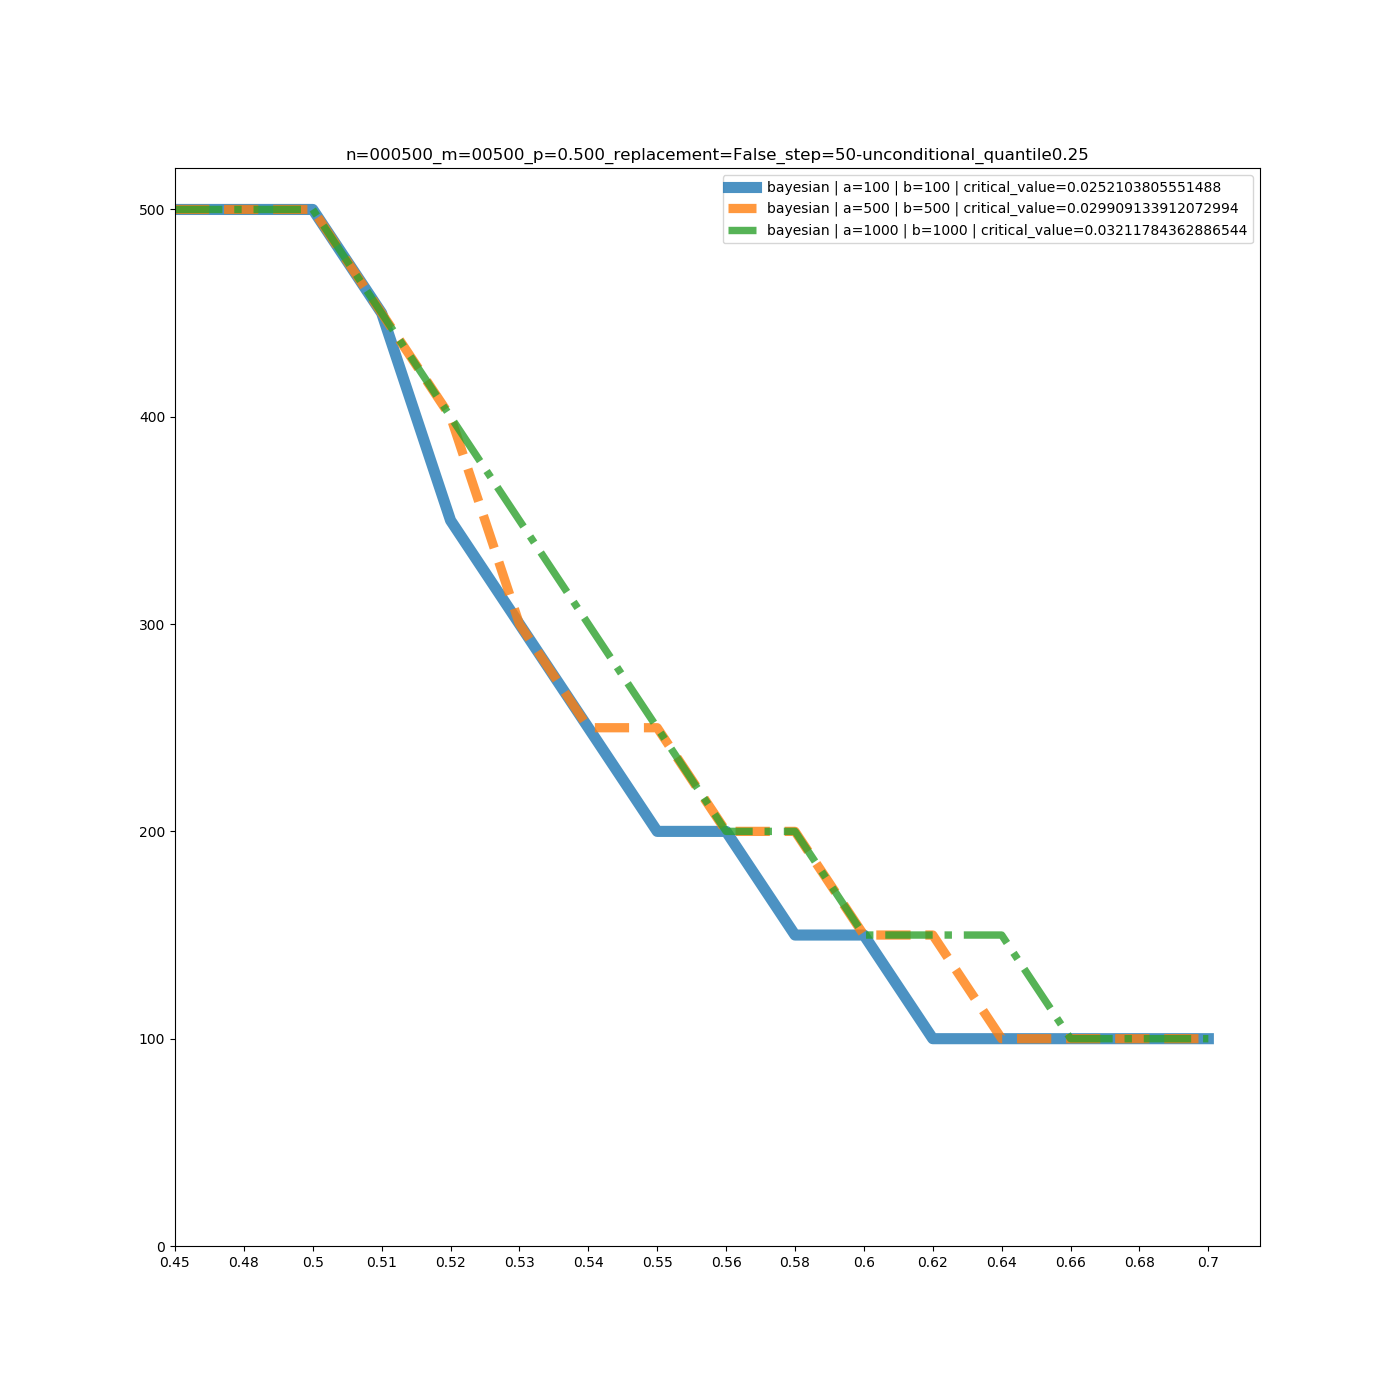 n=000500_m=00500_p=0.500_replacement=False_step=50-unconditional_quantile0.25
bayesian | a=100 | b=100 | critical_value=0.0252103805551488
bayesian | a=500 | b=500 | critical_value=0.029909133912072994
bayesian | a=1000 | b=1000 | critical_value=0.03211784362886544
500
400
300
200
100
0
0.45 0.48 0.5 0.51 0.52 0.53 0.54 0.55 0.56 0.58 0.6 0.62 0.64 0.66 0.68 0.7